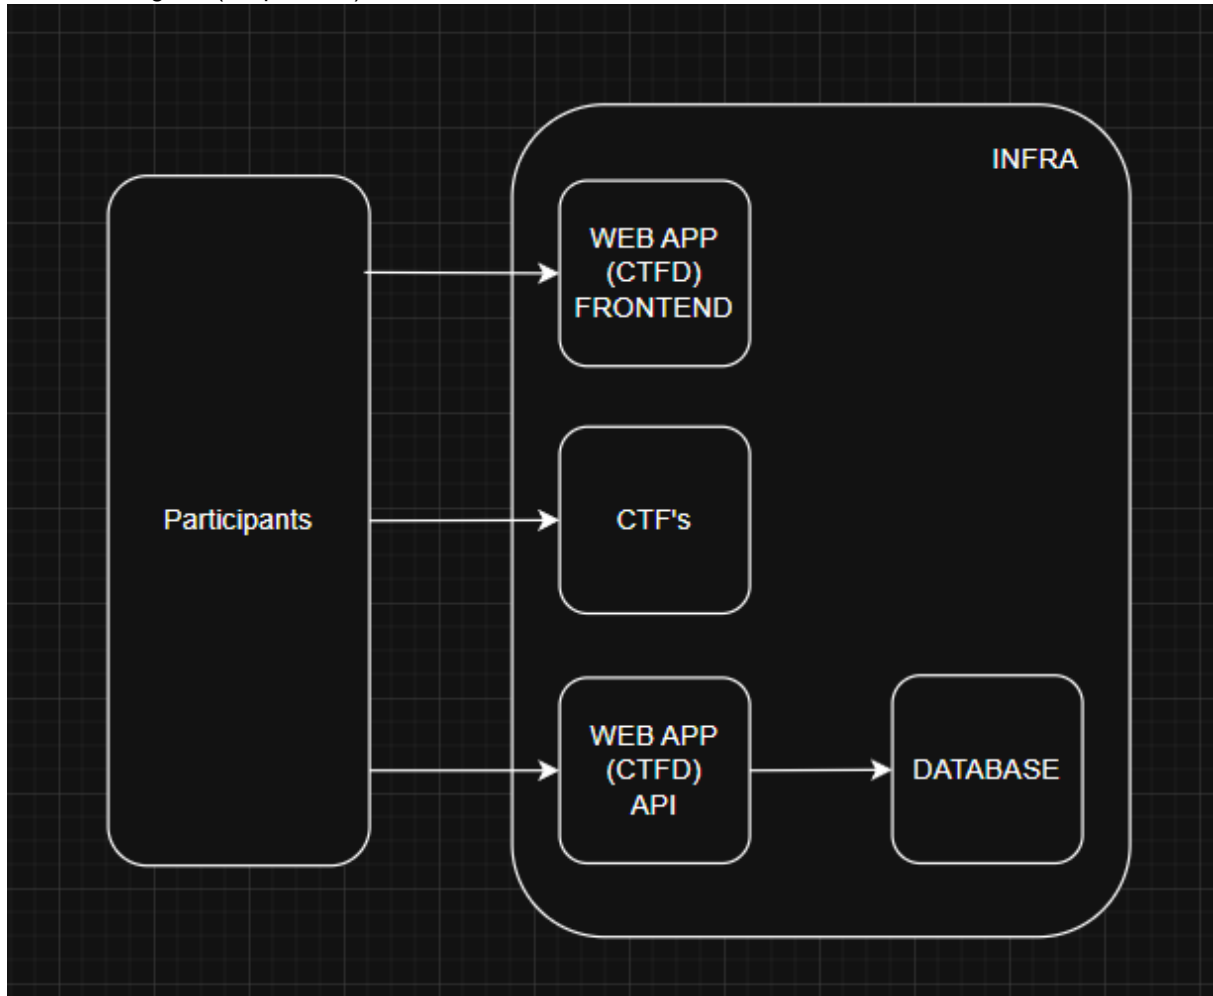 INFRA
WEB APP
(CTFD)
FRONTEND
Participants
CTF's
WEB APP
(CTFD)
API
DATABASE